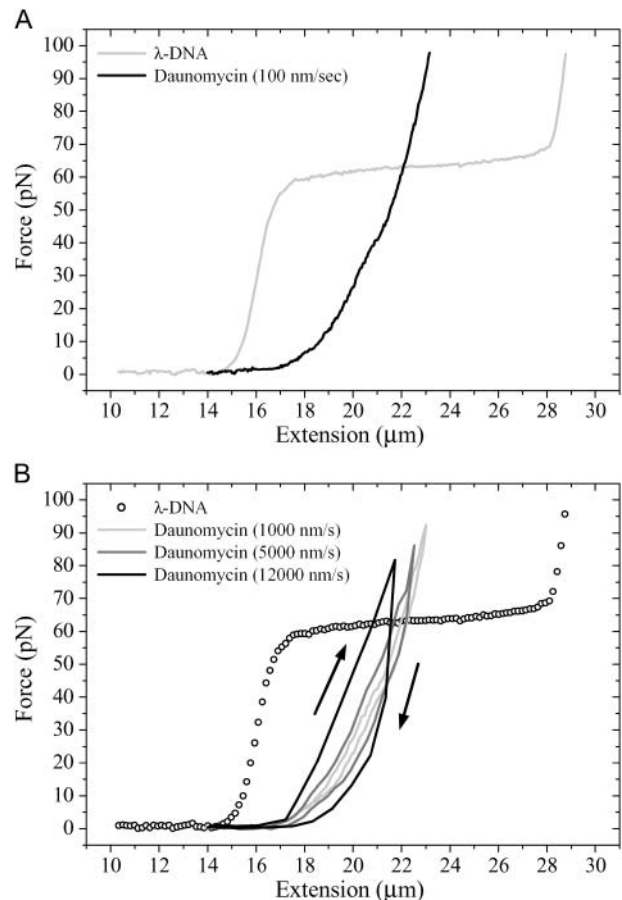 A
λ-DNA
Daunomycin (100 nm/sec)
100
90
80
70
60
50
40
30
20
10
0
Force (pN)
10 12 14 16 18 20 22 24 26 28 30
Extension (μm)
B
λ-DNA
Daunomycin (1000 nm/s)
Daunomycin (5000 nm/s)
Daunomycin (12000 nm/s)
100
90
80
70
60
50
40
30
20
10
0
Force (pN)
10 12 14 16 18 20 22 24 26 28 30
Extension (μm)